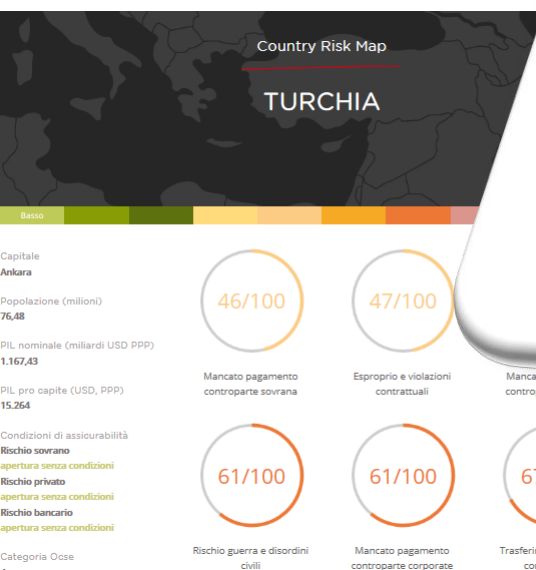 Country Risk Map
TURCHIA
Basso
Capitale
Ankara
Popolazione (milioni)
76,48
PIL nominale (miliardi USD PPP)
1.167,43
PIL pro capite (USD, PPP)
15.264
Condizioni di assicurabilità
Rischio sovrano
apertura senza condizioni
Rischio privato
apertura senza condizioni
Rischio bancario
apertura senza condizioni
Categoria Ocse
46/100
Mancato pagamento
controparte sovrana
47/100
Esproprio e violazioni
contrattuali
61/100
Rischio guerra e disordini
civili
61/100
Mancato pagamento
controparte corporate